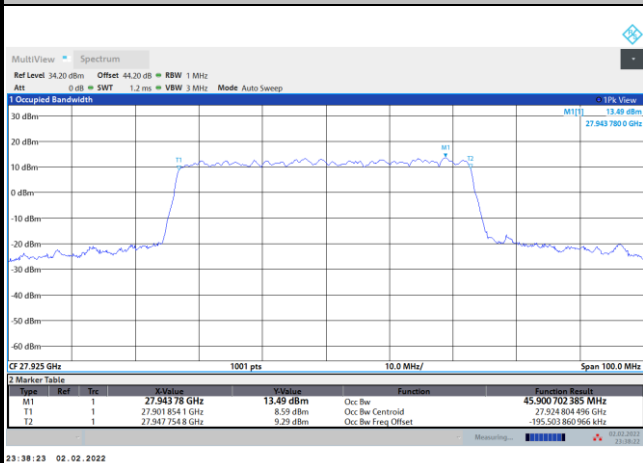 MultiView Spectrum
Ref Level 34.20 dBm Offset 44.20 dB RBW 1 MHz
Att 0 dB SWT 1.2 ms VBW 3 MHz Mode Auto Sweep
1 Occupied Bandwidth 1Pk View
M1[1] 13.49 dBm
27.943 780 0 GHz
30 dBm
20 dBm
M1
T1 T2
10 dBm
0 dBm
-10 dBm
-20 dBm
-30 dBm
-40 dBm
-50 dBm
-60 dBm
CF 27.925 GHz 1001 pts 10.0 MHz/ Span 100.0 MHz
2 Marker Table
Type Ref Trc X-Value Y-Value Function Function Result
M1 1 27.943 78 GHz 13.49 dBm Occ Bw 45.900 702 385 MHz
T1 1 27.901 854 1 GHz 8.59 dBm Occ Bw Centroid 27.924 804 496 GHz
T2 1 27.947 754 8 GHz 9.29 dBm Occ Bw Freq Offset -195.503 860 966 kHz
Measuring... 02.02.2022
23:38:22
23:38:23 02.02.2022